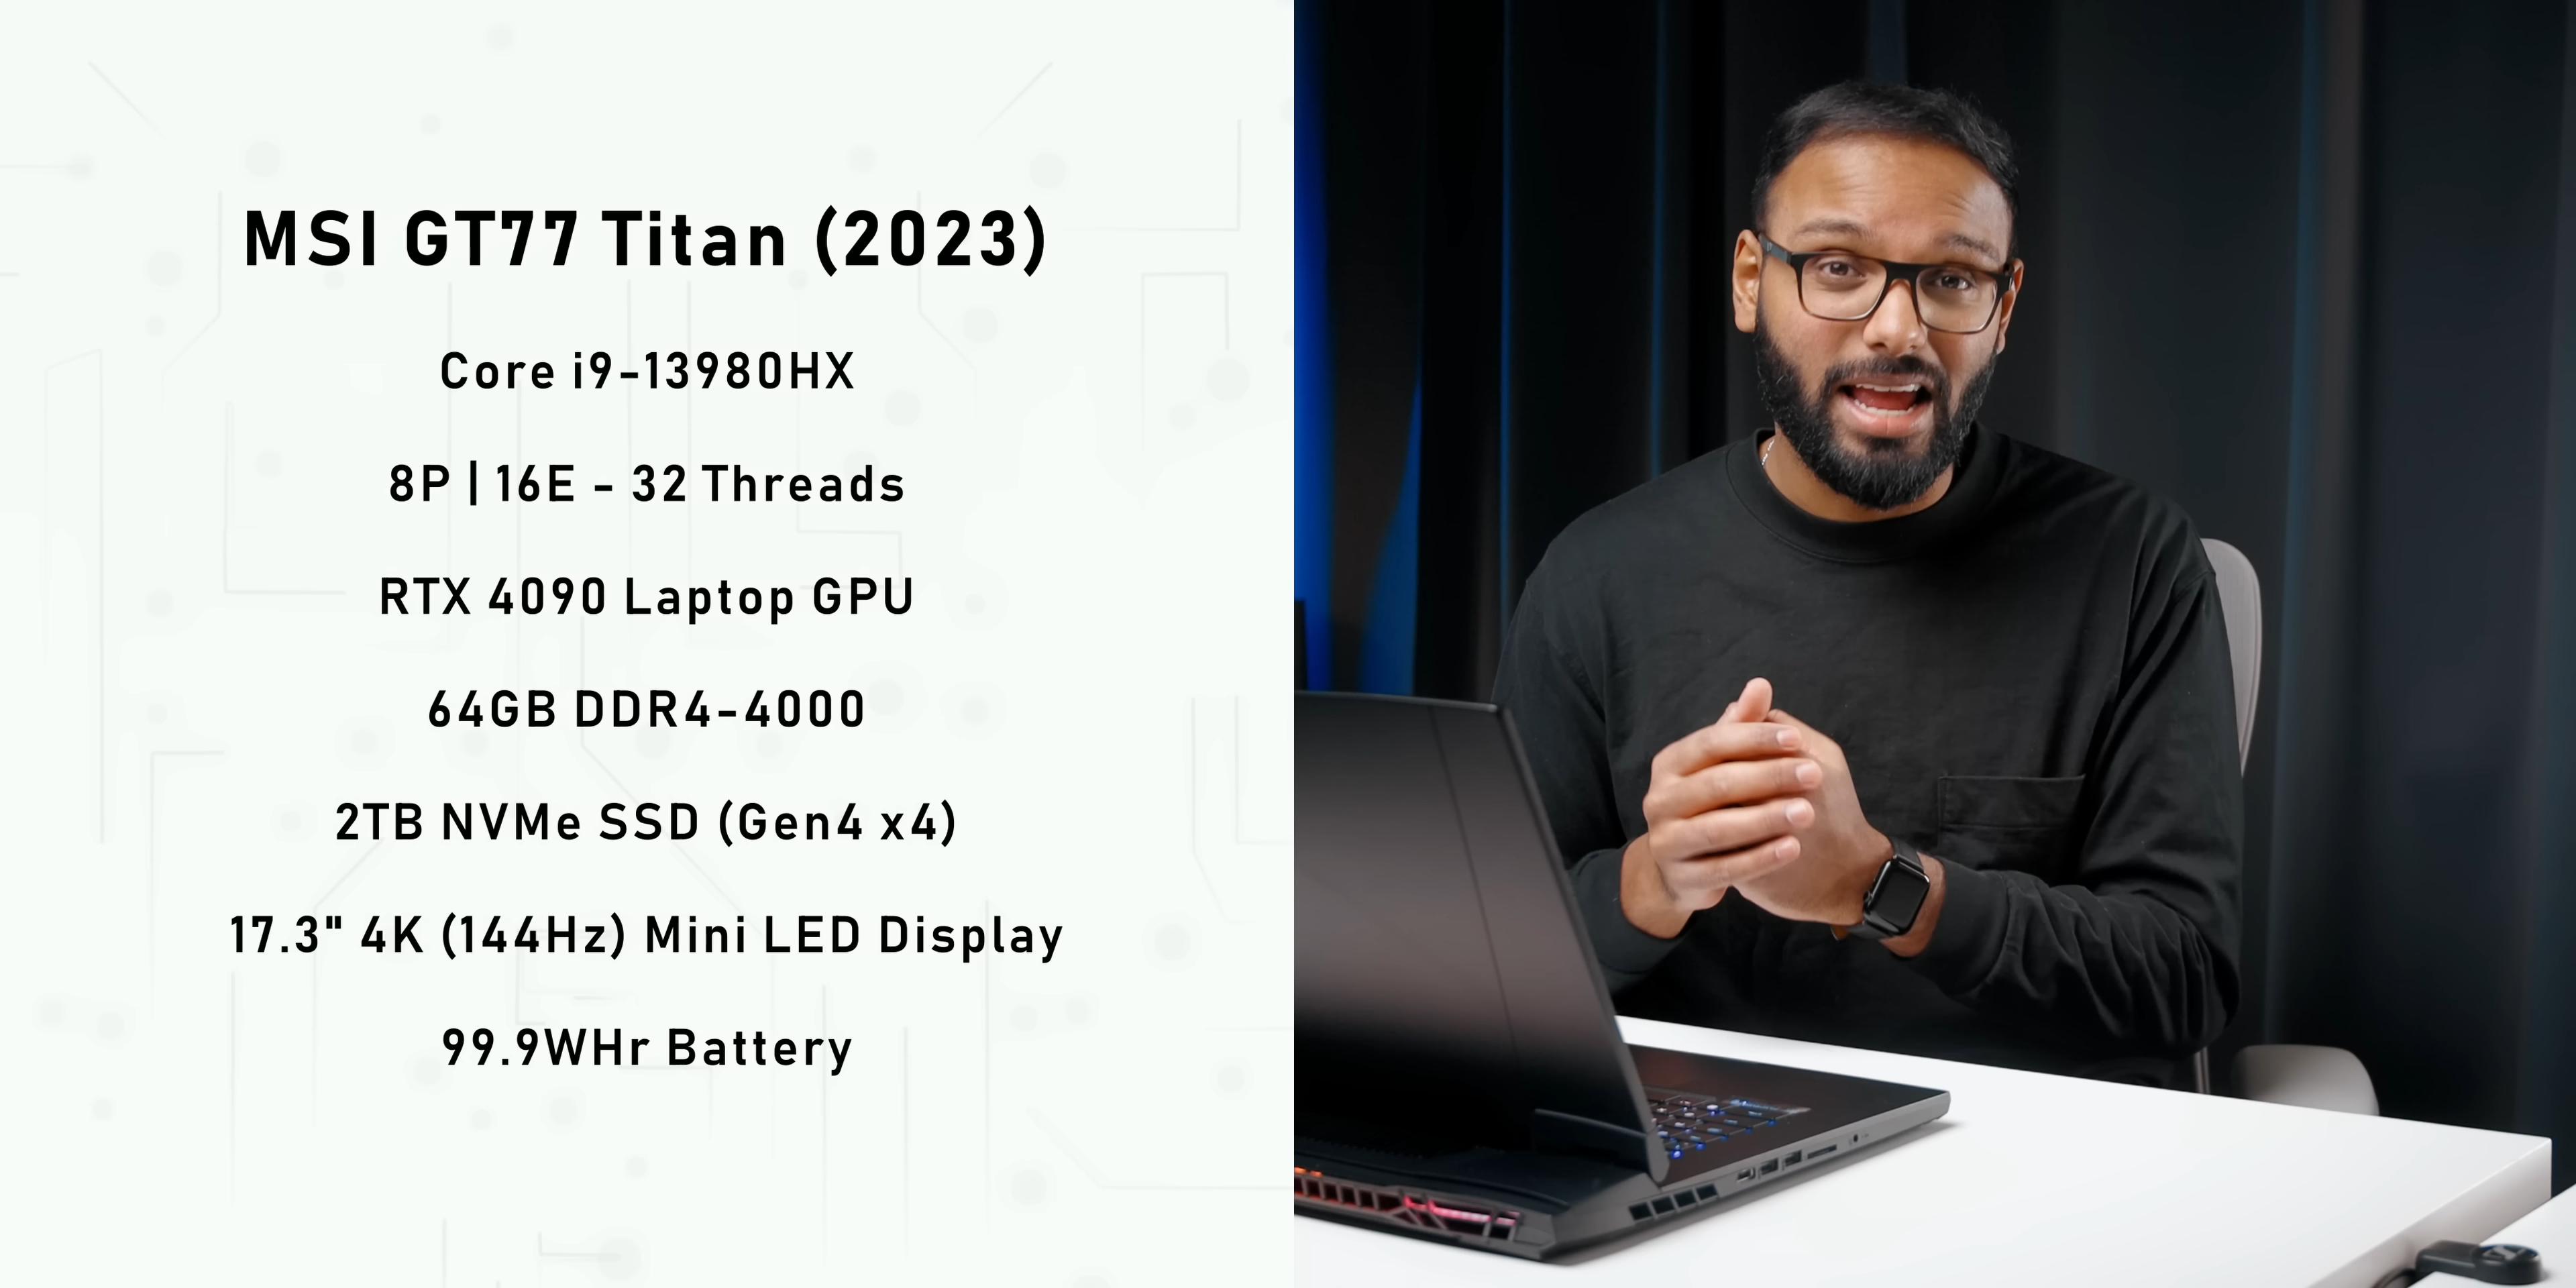 MSI GT77 Titan (2023)
Core i9-13980HX
8P | 16E - 32 Threads
RTX 4090 Laptop GPU
64GB DDR4-4000
2TB NVMe SSD (Gen4 x4)
17.3" 4K (144Hz) Mini LED Display
99.9WHr Battery